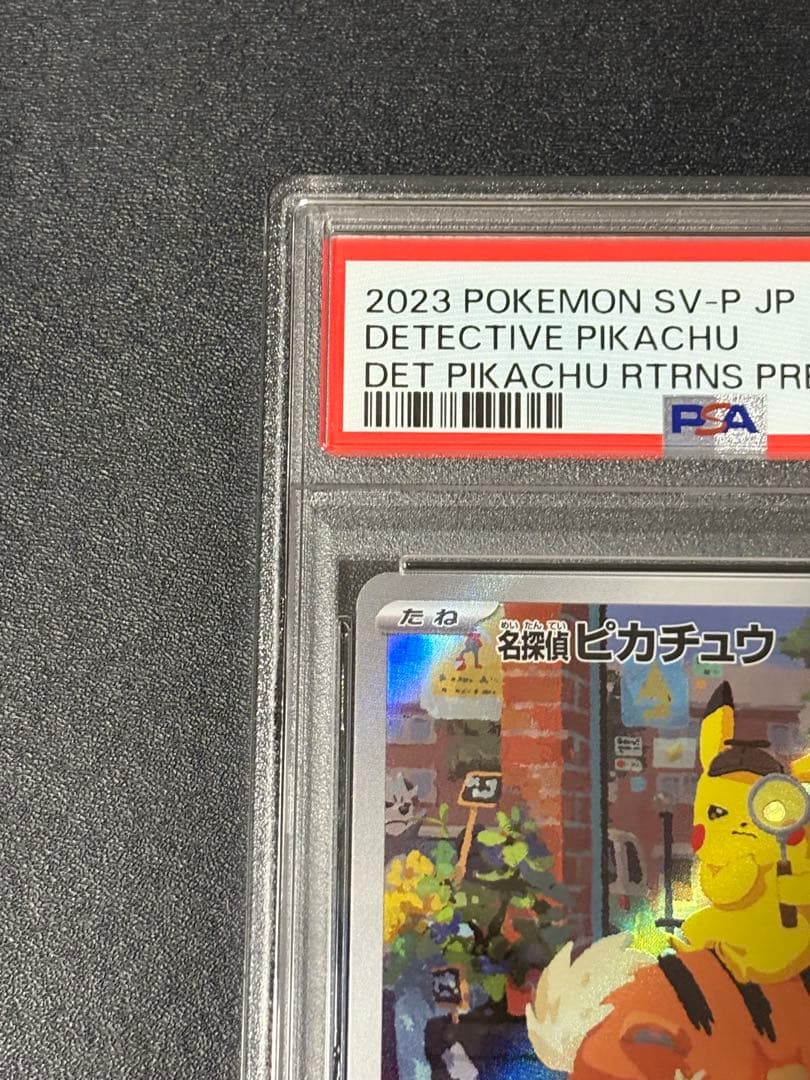 2023 POKEMON SV-P JP
DETECTIVE PIKACHU
DET PIKACHU RTRNS PRE
PSA
たね
めいたんてい
名探偵ピカチュウ